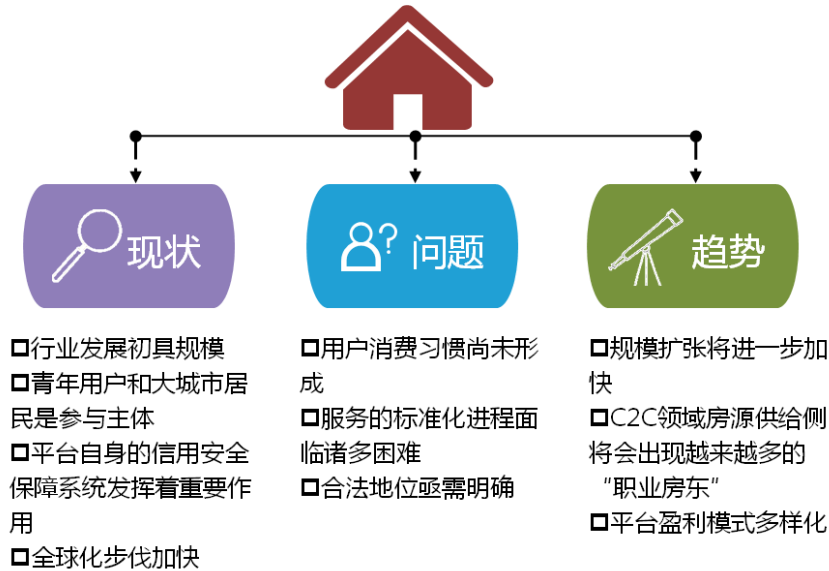 现状
□行业发展初具规模
□青年用户和大城市居
民是参与主体
□平台自身的信用安全
保障系统发挥着重要作
用
□全球化步伐加快
?
问题
□用户消费习惯尚未形
成
□服务的标准化进程面
临诸多困难
□合法地位亟需明确
趋势
□规模扩张将进一步加
快
□C2C领域房源供给侧
将会出现越来越多的
“职业房东”
□平台盈利模式多样化